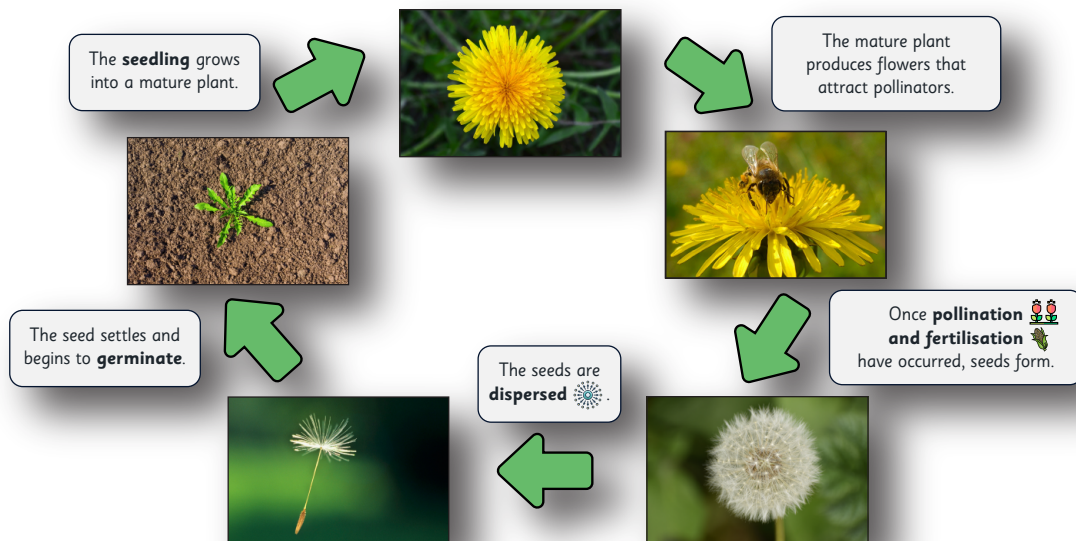 The seedling grows
into a mature plant.
The mature plant
produces flowers that
attract pollinators.
Once pollination
and fertilisation
have occurred, seeds form.
The seeds are
dispersed .
The seed settles and
begins to germinate.